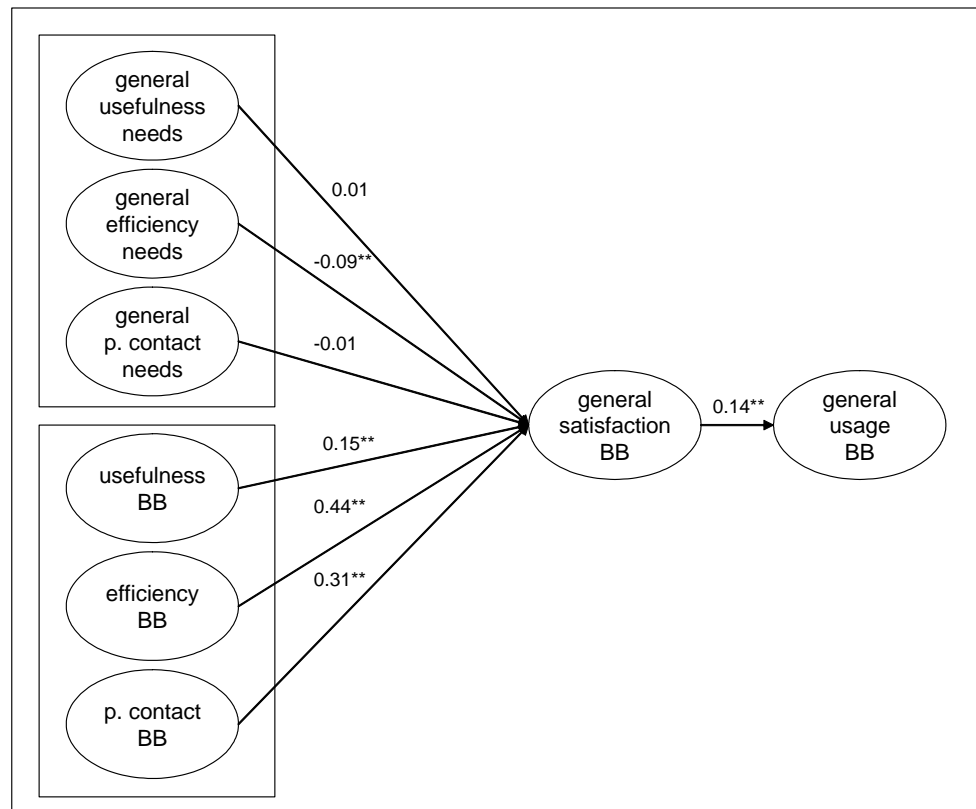 general
usefulness
needs
0.01
general
efficiency
needs
-0.09**
general
p. contact
needs
-0.01
usefulness
BB
0.15**
efficiency
BB
0.44**
p. contact
BB
0.31**
general
satisfaction
BB
0.14**
general
usage
BB